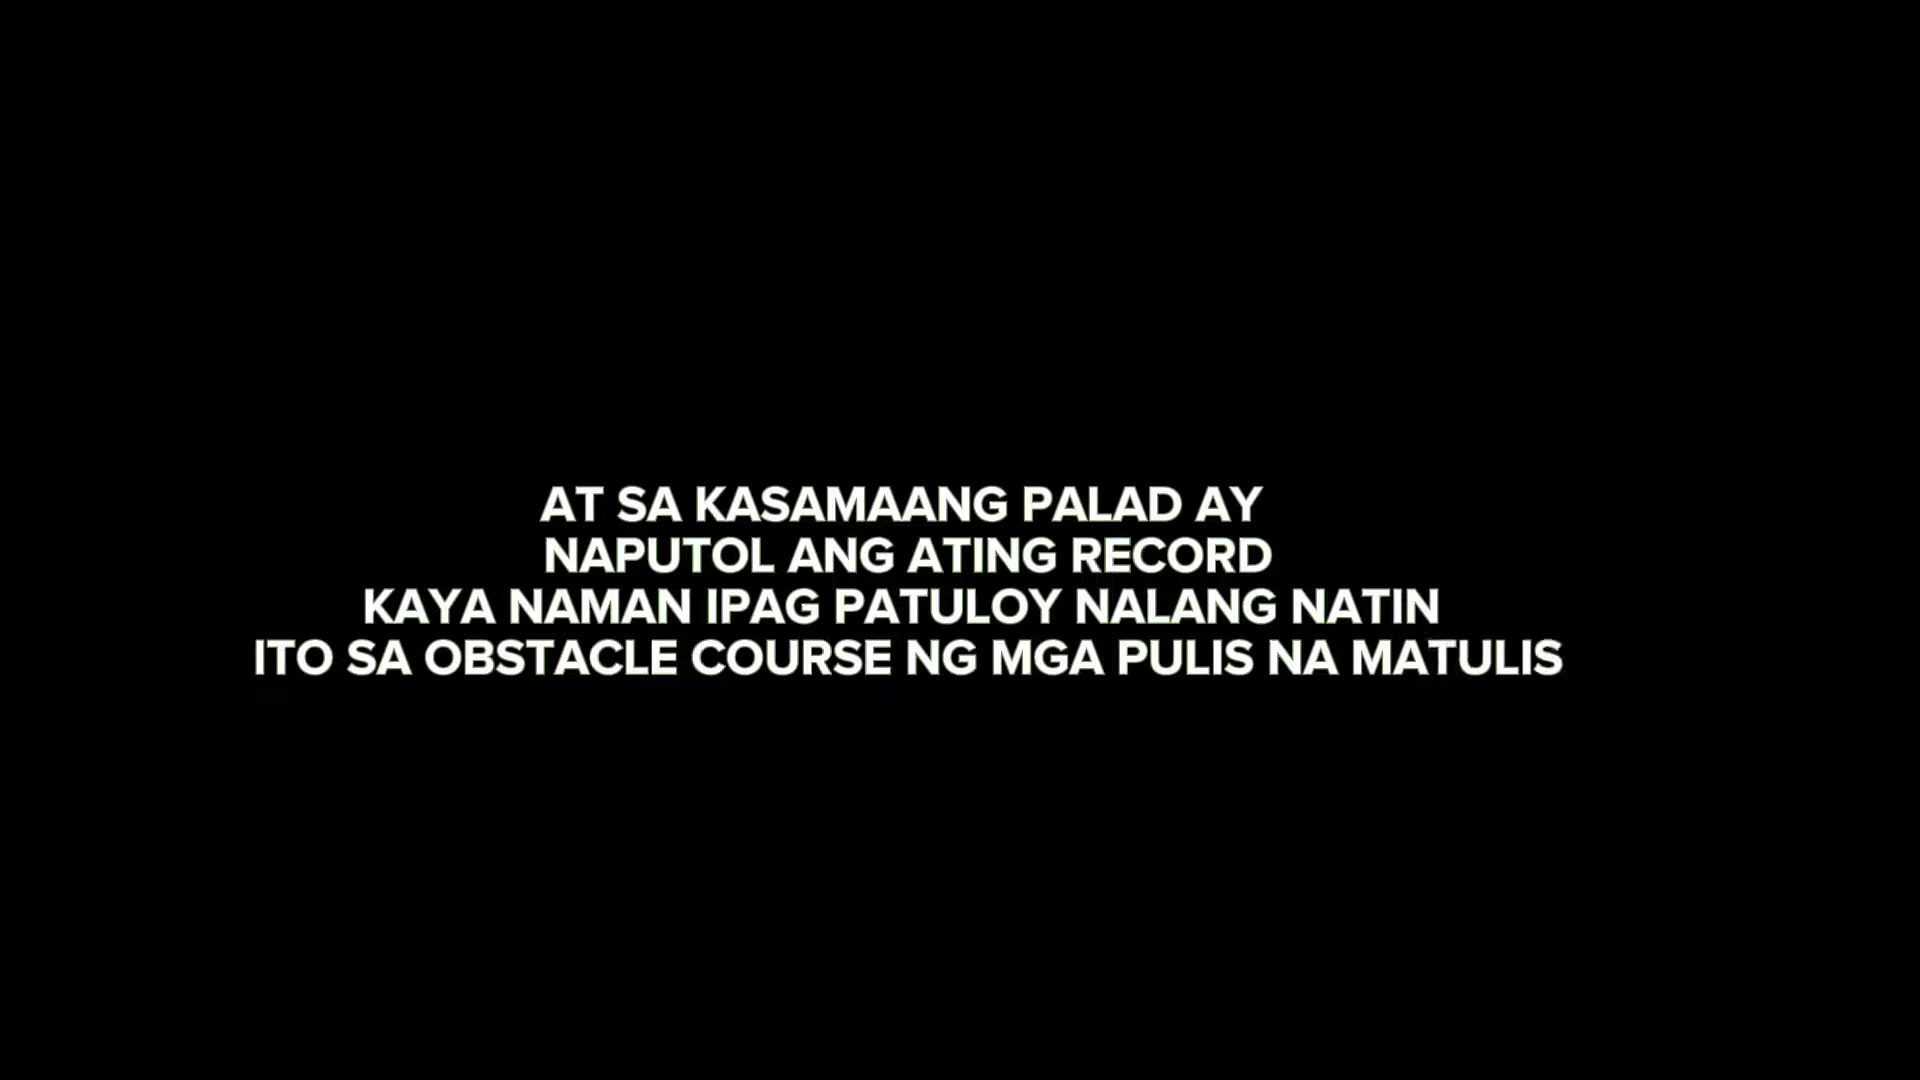 AT SA KASAMAANG PALAD AY
NAPUTOL ANG ATING RECORD
KAYA NAMAN IPAG PATULOY NALANG NATIN
ITO SA OBSTACLE COURSE NG MGA PULIS NA MATULIS